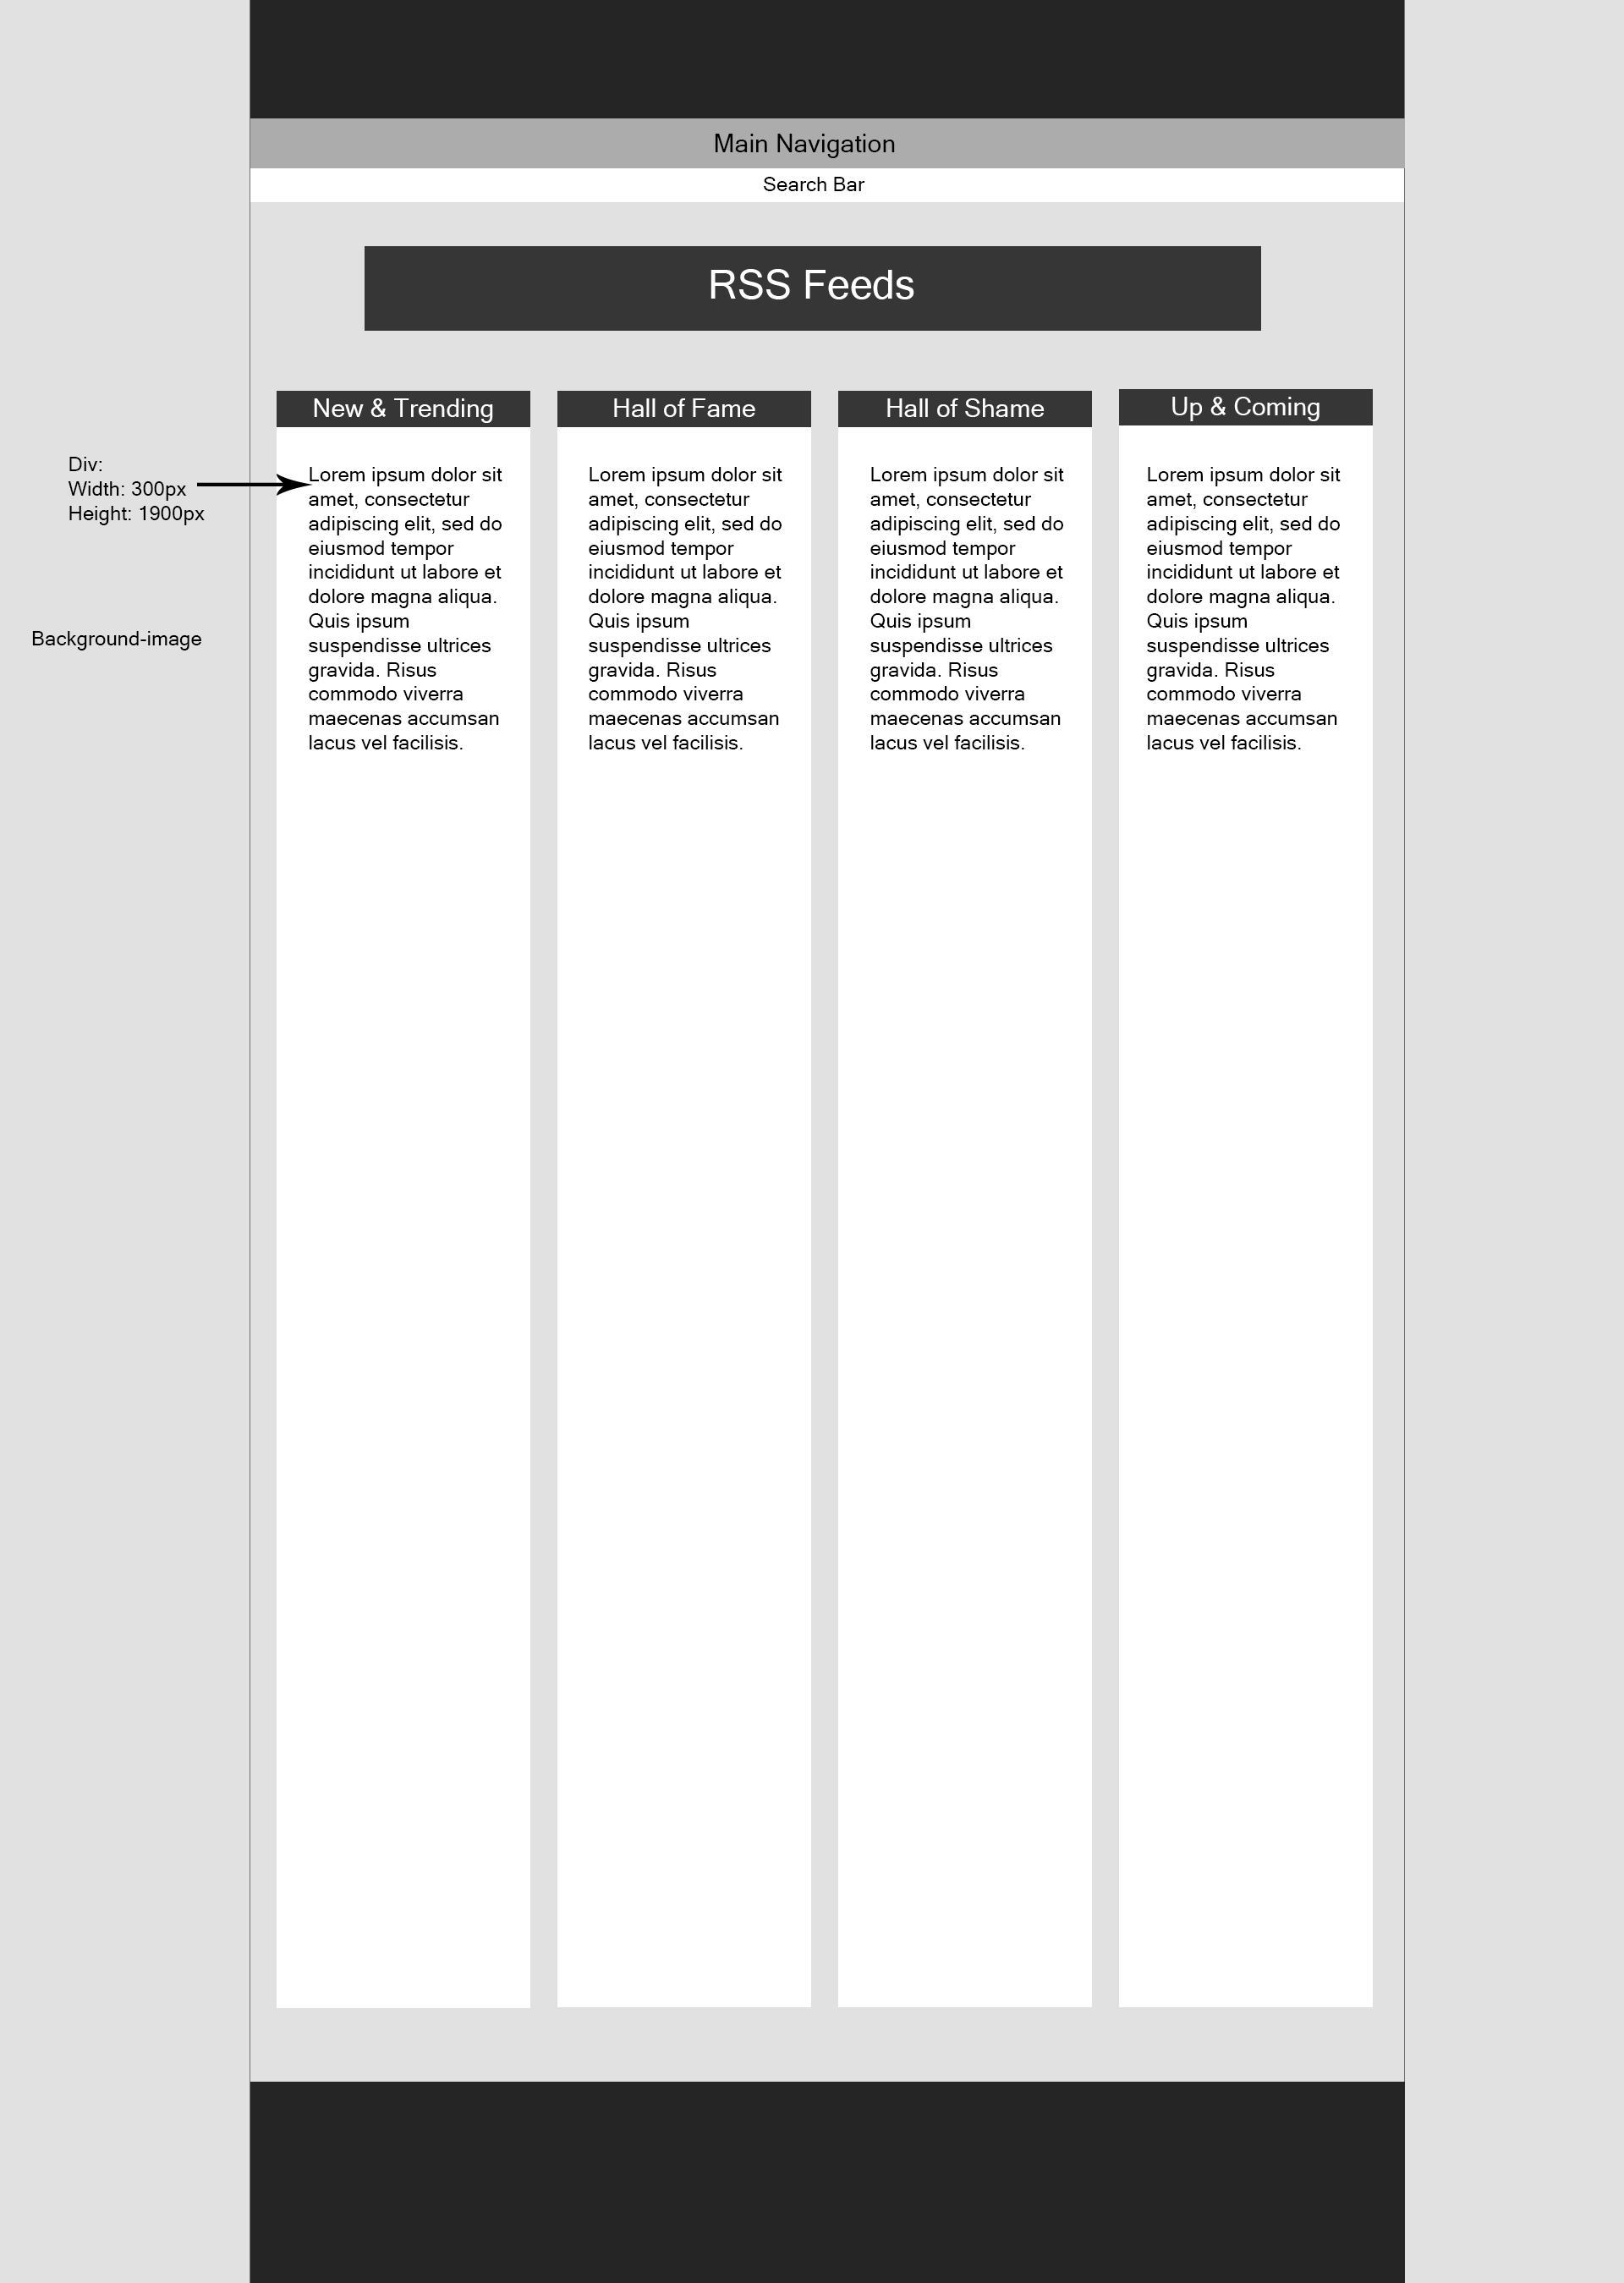 Main Navigation
Search Bar
RSS Feeds
New & Trending
Hall of Fame
Hall of Shame
Up & Coming
Div:
Width: 300px
Height: 1900px
Background-image
Lorem ipsum dolor sit
amet, consectetur
adipiscing elit, sed do
eiusmod tempor
incididunt ut labore et
dolore magna aliqua.
Quis ipsum
suspendisse ultrices
gravida. Risus
commodo viverra
maecenas accumsan
lacus vel facilisis.
Lorem ipsum dolor sit
amet, consectetur
adipiscing elit, sed do
eiusmod tempor
incididunt ut labore et
dolore magna aliqua.
Quis ipsum
suspendisse ultrices
gravida. Risus
commodo viverra
maecenas accumsan
lacus vel facilisis.
Lorem ipsum dolor sit
amet, consectetur
adipiscing elit, sed do
eiusmod tempor
incididunt ut labore et
dolore magna aliqua.
Quis ipsum
suspendisse ultrices
gravida. Risus
commodo viverra
maecenas accumsan
lacus vel facilisis.
Lorem ipsum dolor sit
amet, consectetur
adipiscing elit, sed do
eiusmod tempor
incididunt ut labore et
dolore magna aliqua.
Quis ipsum
suspendisse ultrices
gravida. Risus
commodo viverra
maecenas accumsan
lacus vel facilisis.